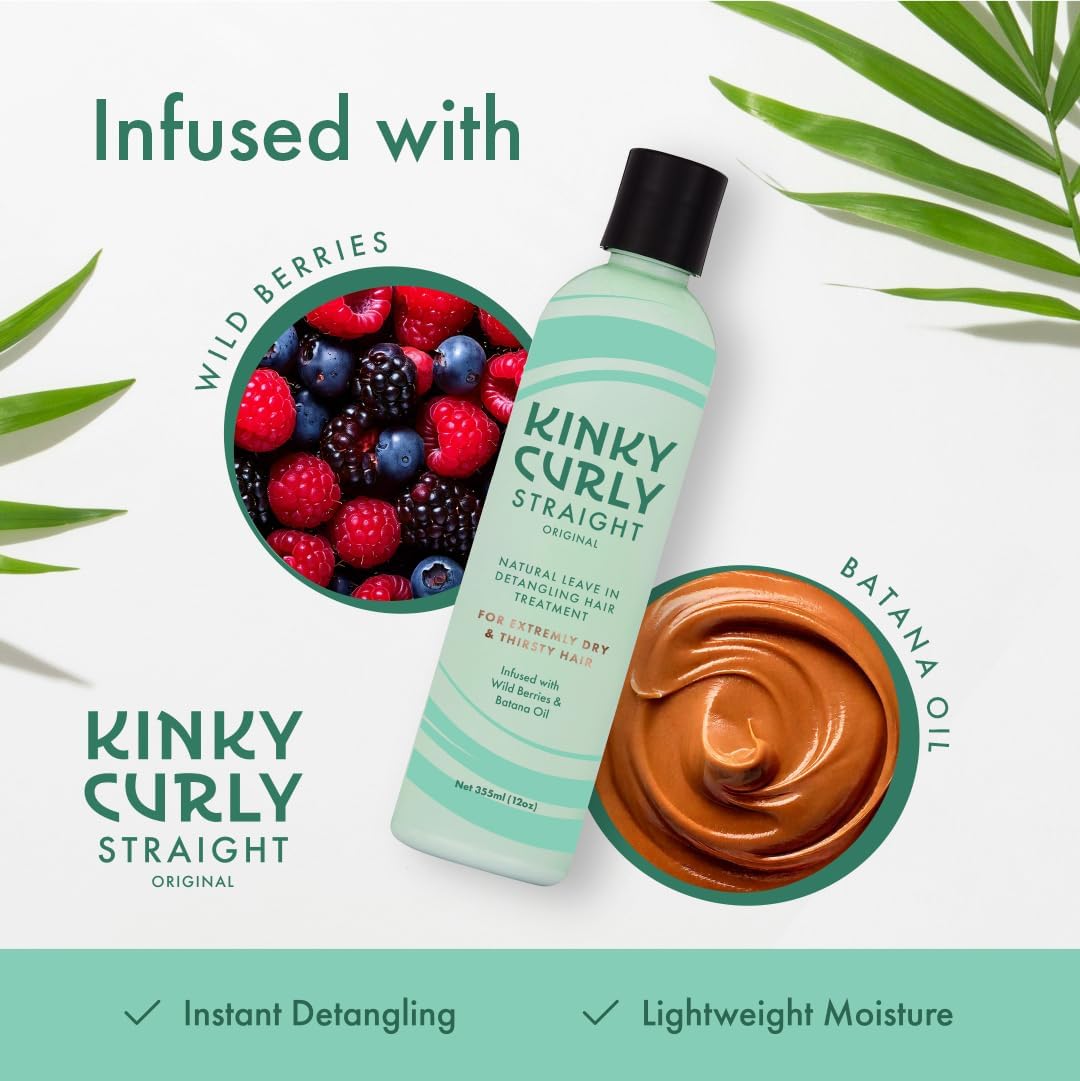 Infused with
WILD BERRIES
KINKY
CURLY
STRAIGHT
ORIGINAL
NATURAL LEAVE IN
DETANGLING HAIR
TREATMENT
FOR EXTREMLY DRY
& THIRSTY HAIR
Infused with
Wild Berries &
Batana Oil
Net 355ml (12oz)
BATANA OIL
KINKY
CURLY
STRAIGHT
ORIGINAL
Instant Detangling
Lightweight Moisture